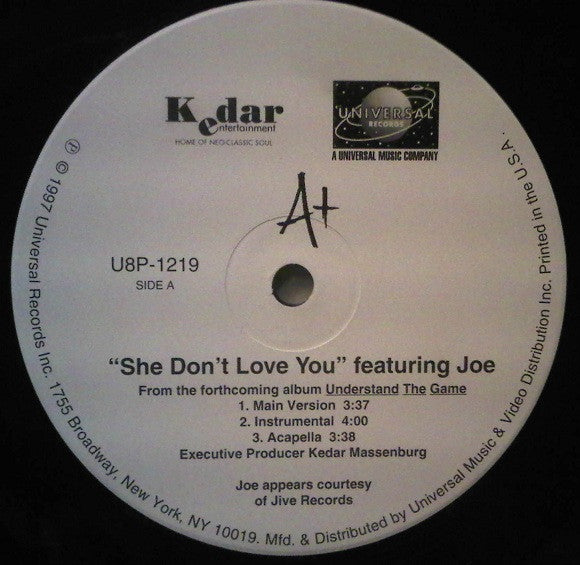 Kedar
entertainment
HOME OF NEO-CLASSIC SOUL
UNIVERSAL
RECORDS
A UNIVERSAL MUSIC COMPANY
A+
U8P-1219
SIDE A
“She Don’t Love You” featuring Joe
From the forthcoming album Understand The Game
1. Main Version 3:37
2. Instrumental 4:00
3. Acapella 3:38
Executive Producer Kedar Massenburg
Joe appears courtesy
of Jive Records
℗ © 1997 Universal Records Inc. 1755 Broadway, New York, NY 10019. Mfd. & Distributed by Universal Music & Video Distribution Inc. Printed in the U.S.A.